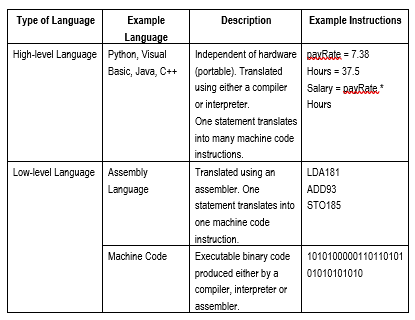 Type of Language
Example
Language
Description
Example Instructions
High-level Language
Python, Visual
Basic, Java, C++
Independent of hardware
(portable). Translated
using either a compiler
or interpreter.
One statement translates
into many machine code
instructions.
payRate = 7.38
Hours = 37.5
Salary = payRate *
Hours
Low-level Language
Assembly
Language
Translated using an
assembler. One
statement translates into
one machine code
instruction.
LDA181
ADD93
STO185
Machine Code
Executable binary code
produced either by a
compiler, interpreter or
assembler.
1010100000110110101
01010101010